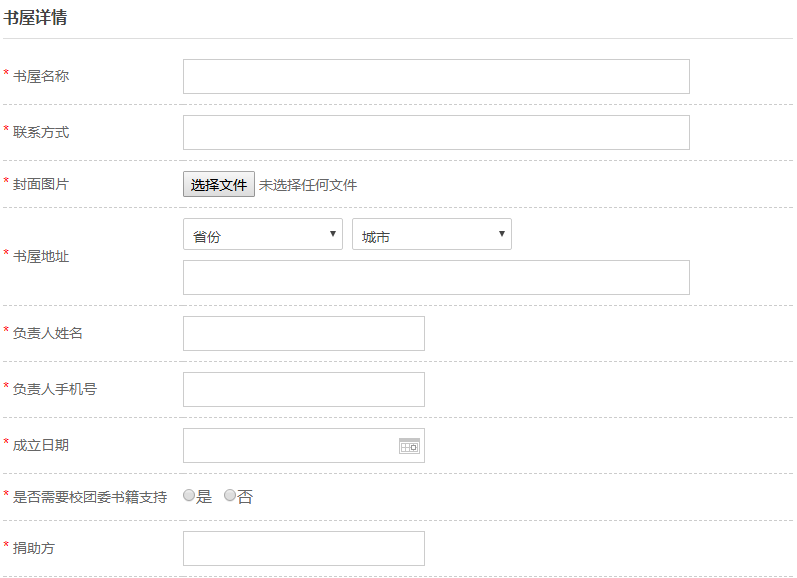 书屋详情
* 书屋名称
* 联系方式
* 封面图片 选择文件 未选择任何文件
* 书屋地址 省份 城市
* 负责人姓名
* 负责人手机号
* 成立日期
* 是否需要校团委书籍支持 是 否
* 捐助方